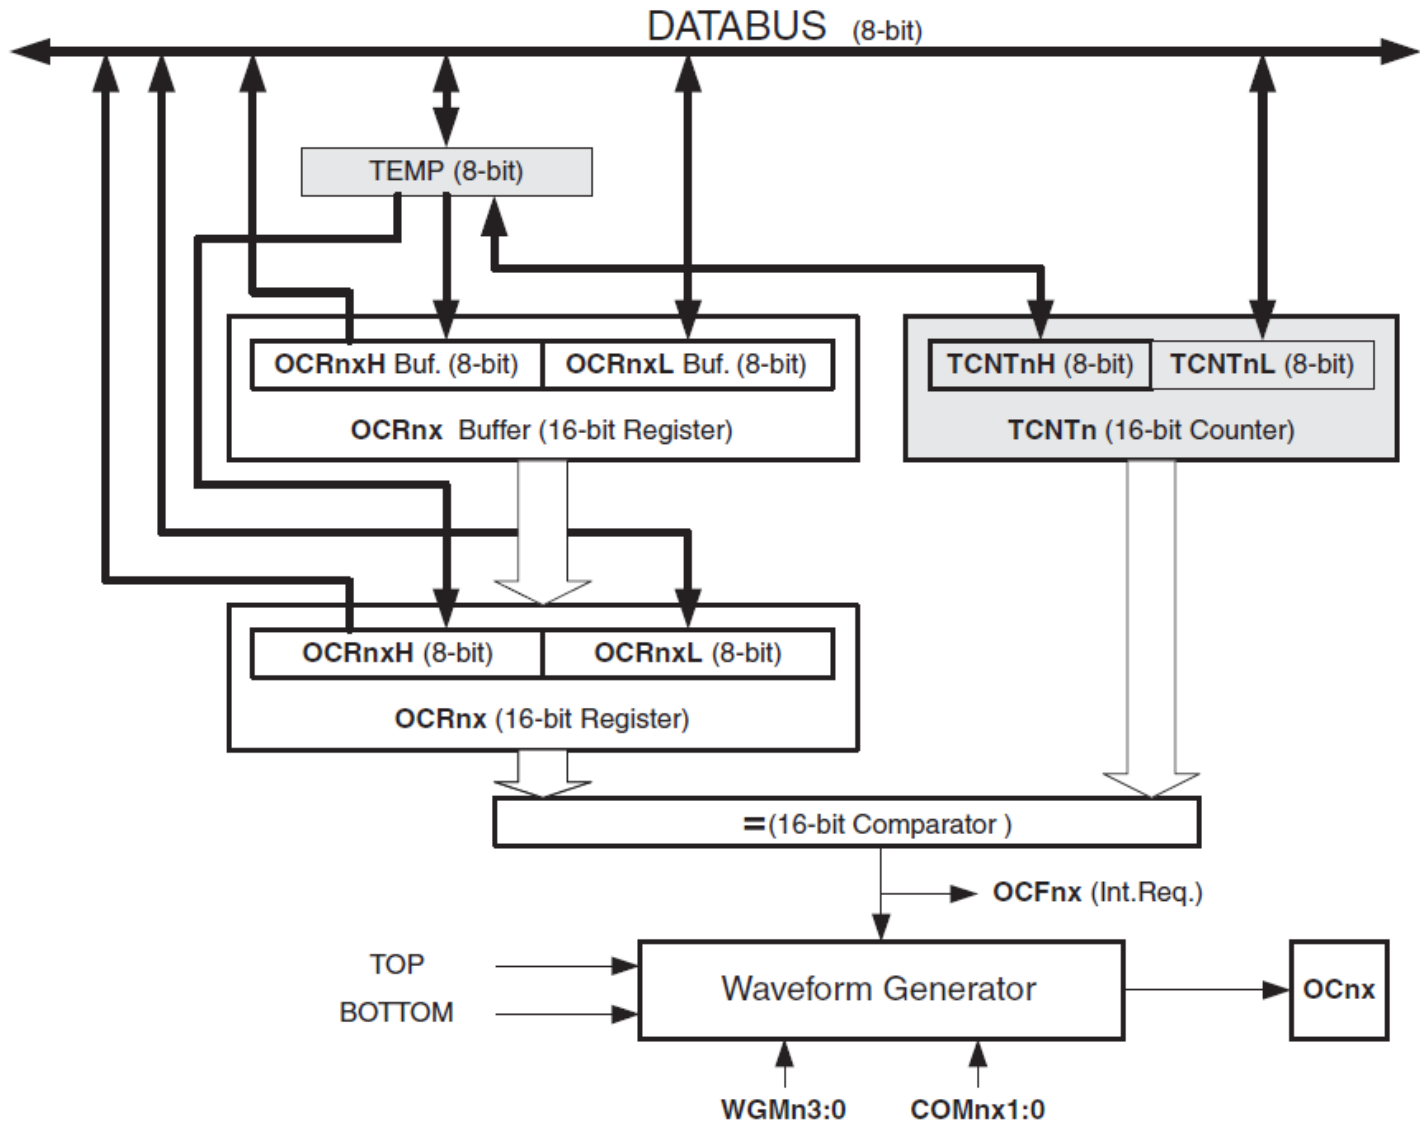 DATABUS (8-bit)
TEMP (8-bit)
OCRnxH Buf. (8-bit) OCRnxL Buf. (8-bit) TCNTnH (8-bit) TCNTnL (8-bit)
OCRnx Buffer (16-bit Register) TCNTn (16-bit Counter)
OCRnxH (8-bit) OCRnxL (8-bit)
OCRnx (16-bit Register)
=(16-bit Comparator )
OCFnx (Int.Req.)
TOP
Waveform Generator OCnx
BOTTOM
WGMn3:0 COMnx1:0